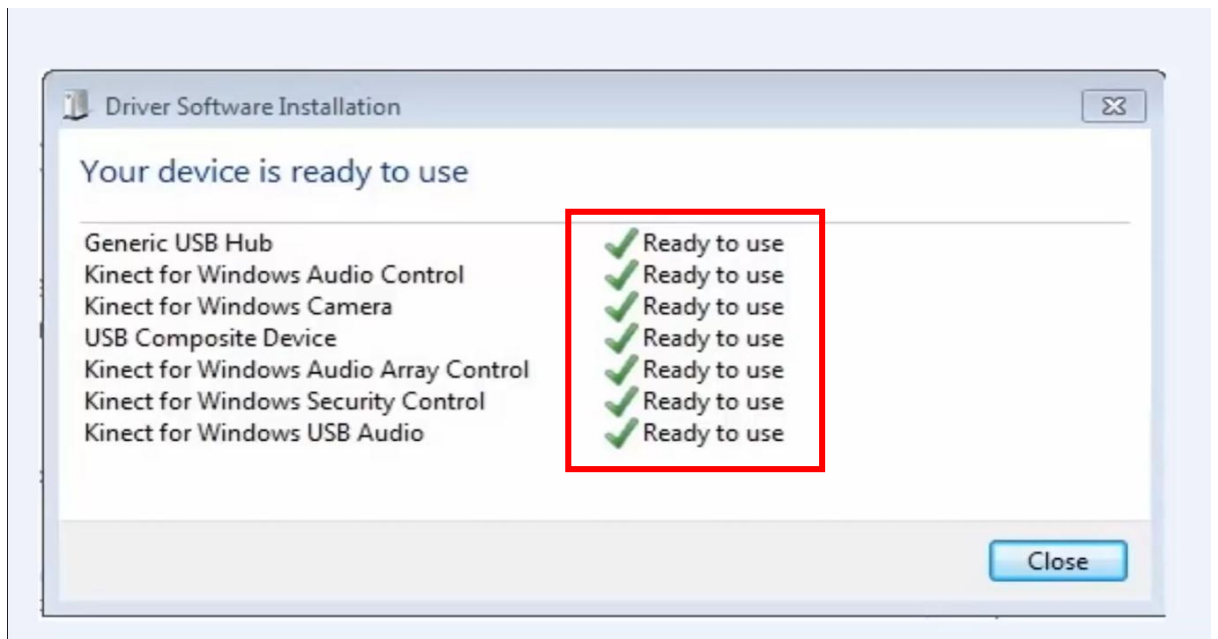 Driver Software Installation
Your device is ready to use
Generic USB Hub Ready to use
Kinect for Windows Audio Control Ready to use
Kinect for Windows Camera Ready to use
USB Composite Device Ready to use
Kinect for Windows Audio Array Control Ready to use
Kinect for Windows Security Control Ready to use
Kinect for Windows USB Audio Ready to use
Close